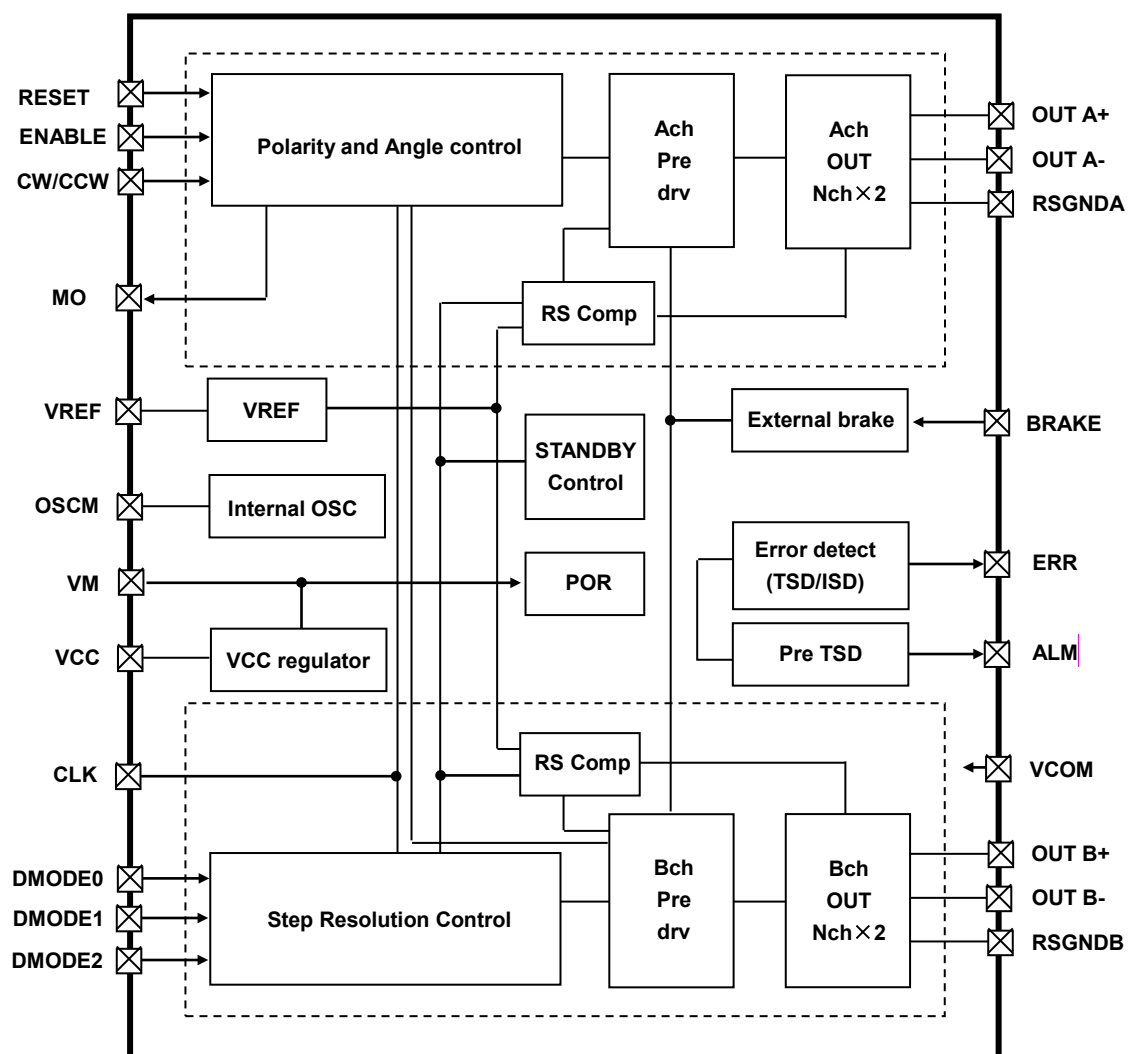 RESET
ENABLE
CW/CCW
MO
VREF
OSCM
VM
VCC
CLK
DMODE0
DMODE1
DMODE2
Polarity and Angle control
Ach
Pre
drv
Ach
OUT
Nch×2
RS Comp
VREF
External brake
STANDBY
Control
Internal OSC
Error detect
(TSD/ISD)
POR
VCC regulator
Pre TSD
RS Comp
Step Resolution Control
Bch
Pre
drv
Bch
OUT
Nch×2
OUT A+
OUT A-
RSGNDA
BRAKE
ERR
ALM
VCOM
OUT B+
OUT B-
RSGNDB